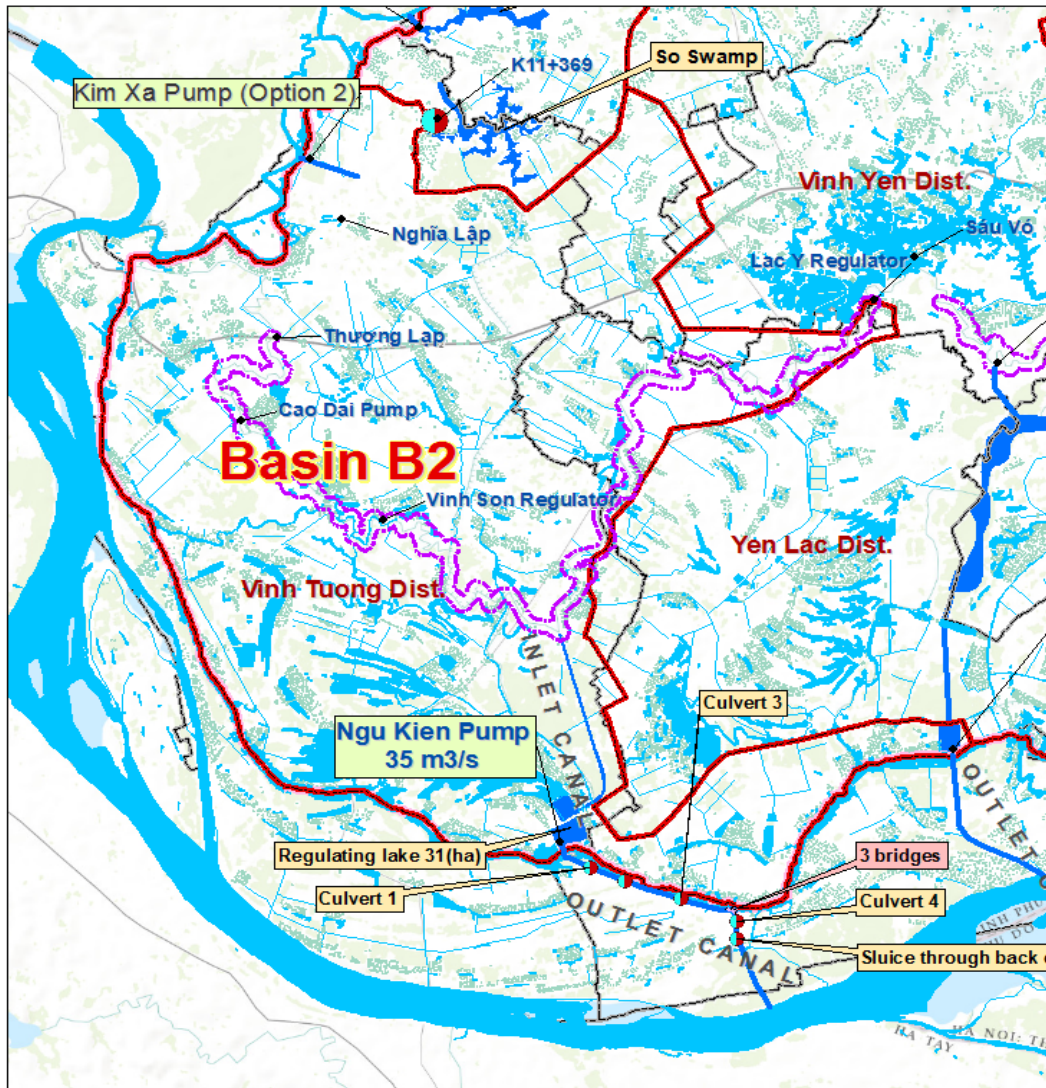 So Swamp
K11+369
Kim Xa Pump (Option 2)
Vinh Yen Dist.
Nghĩa Lập
Sáu Vó
Lac Y Regulator
Thượng Lạp
Cao Dai Pump
Basin B2
Vinh Son Regulator
Yen Lac Dist.
Vinh Tuong Dist.
INLET CANAL
Culvert 3
Ngu Kien Pump
35 m3/s
OUTLET
Regulating lake 31(ha)
3 bridges
Culvert 1
Culvert 4
OUTLET CANAL
Sluice through back
HA NOI: TH
HA TAY